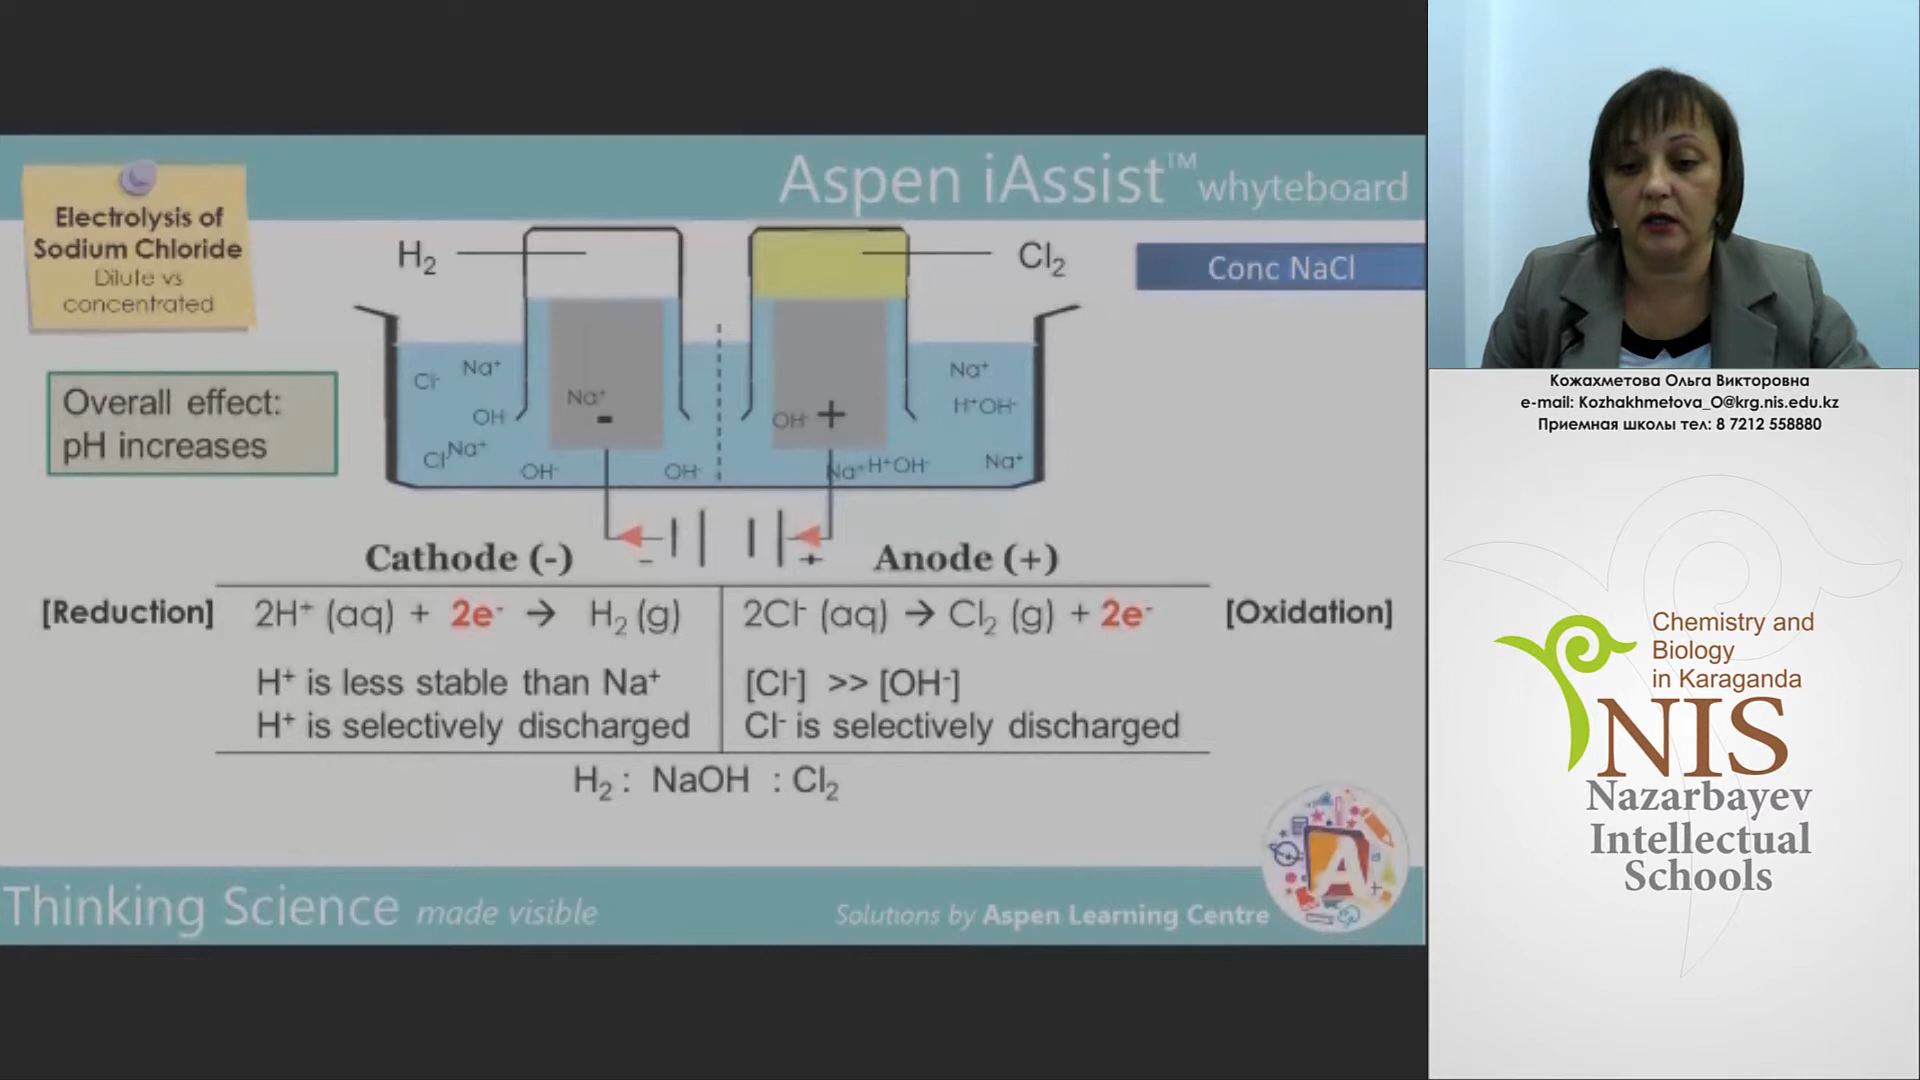 Aspen iAssist™ whyteboard
Electrolysis of
Sodium Chloride
Dilute vs
concentrated
H₂
Cl₂
Conc NaCl
Overall effect:
pH increases
Cl⁻ Na⁺ OH⁻ Cl⁻ Na⁺ OH⁻ OH⁻
Na⁺
-
OH⁻ +
Na⁺ H⁺OH⁻ Na⁺ H⁺OH⁻ Na⁺
- +
Cathode (-) Anode (+)
[Reduction] 2H⁺ (aq) + 2e⁻ → H₂ (g) 2Cl⁻ (aq) → Cl₂ (g) + 2e⁻ [Oxidation]
H⁺ is less stable than Na⁺ [Cl⁻] >> [OH⁻]
H⁺ is selectively discharged Cl⁻ is selectively discharged
H₂ : NaOH : Cl₂
A
Thinking Science made visible
Solutions by Aspen Learning Centre
Кожахметова Ольга Викторовна
e-mail: Kozhakhmetova_O@krg.nis.edu.kz
Приемная школы тел: 8 7212 558880
Chemistry and
Biology
in Karaganda
NIS
Nazarbayev
Intellectual
Schools